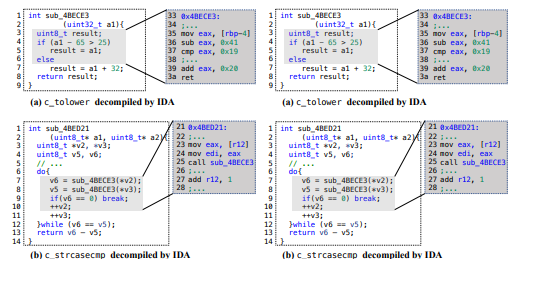 1 int sub_4BECE3
2 (uint32_t a1){
3 uint8_t result;
4 if (a1 - 65 > 25)
5 result = a1;
6 else
7 result = a1 + 32;
8 return result;
9 }
33 0x4BECE3:
34 ;...
35 mov eax, [rbp-4]
36 sub eax, 0x41
37 cmp eax, 0x19
38 ;...
39 add eax, 0x20
3a ret
(a) c_tolower decompiled by IDA
1 int sub_4BED21
2 (uint8_t* a1, uint8_t* a2){
3 uint8_t *v2, *v3;
4 uint8_t v5, v6;
5 // ...
6 do{
7 v6 = sub_4BECE3(*v2);
8 v5 = sub_4BECE3(*v3);
9 if(v6 == 0) break;
10 ++v2;
11 ++v3;
12 }while (v6 == v5);
13 return v6 - v5;
14 }
21 0x4BED21:
22 ;...
23 mov eax, [r12]
24 mov edi, eax
25 call sub_4BECE3
26 ;...
27 add r12, 1
28 ;...
(b) c_strcasecmp decompiled by IDA
1 int sub_4BECE3
2 (uint32_t a1){
3 uint8_t result;
4 if (a1 - 65 > 25)
5 result = a1;
6 else
7 result = a1 + 32;
8 return result;
9 }
33 0x4BECE3:
34 ;...
35 mov eax, [rbp-4]
36 sub eax, 0x41
37 cmp eax, 0x19
38 ;...
39 add eax, 0x20
3a ret
(a) c_tolower decompiled by IDA
1 int sub_4BED21
2 (uint8_t* a1, uint8_t* a2){
3 uint8_t *v2, *v3;
4 uint8_t v5, v6;
5 // ...
6 do{
7 v6 = sub_4BECE3(*v2);
8 v5 = sub_4BECE3(*v3);
9 if(v6 == 0) break;
10 ++v2;
11 ++v3;
12 }while (v6 == v5);
13 return v6 - v5;
14 }
21 0x4BED21:
22 ;...
23 mov eax, [r12]
24 mov edi, eax
25 call sub_4BECE3
26 ;...
27 add r12, 1
28 ;...
(b) c_strcasecmp decompiled by IDA